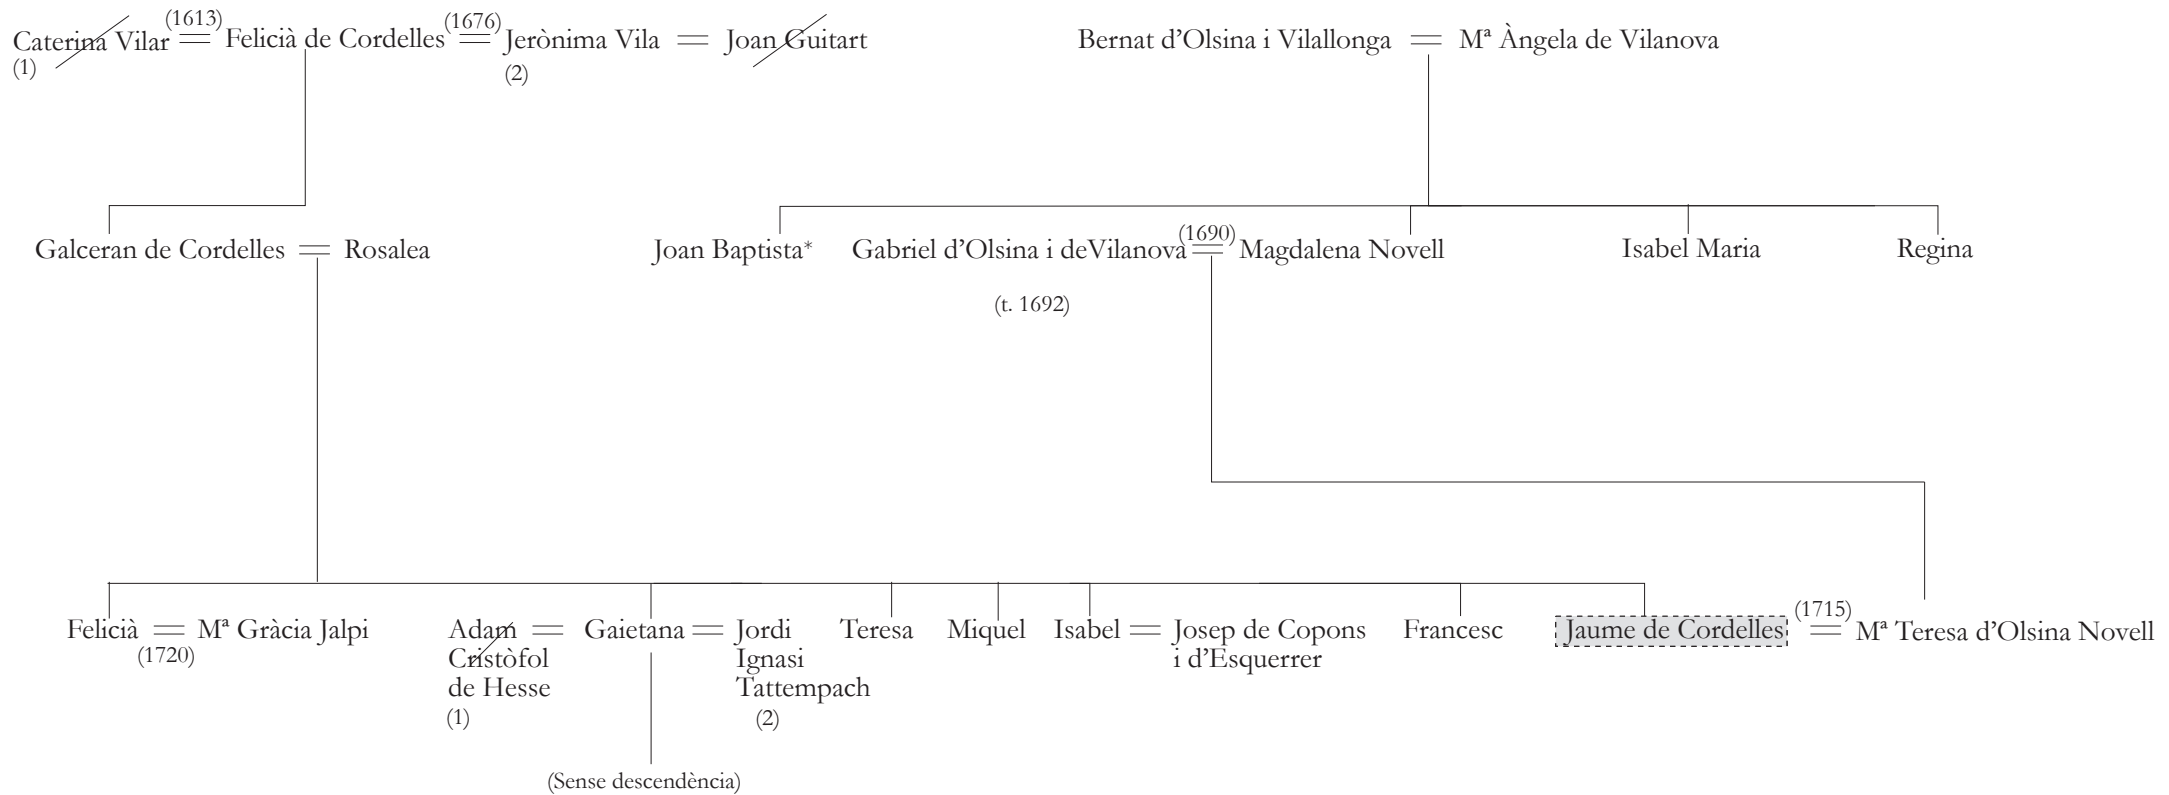 Caterina Vilar (1613) Felicià de Cordelles (1676) Jerònima Vila Joan Guitart Bernat d'Olsina i Vilallonga Mª Àngela de Vilanova
(1) (2)
Galceran de Cordelles Rosalea Joan Baptista* Gabriel d'Olsina i deVilanova (1690) Magdalena Novell Isabel Maria Regina
(t. 1692)
Felicià Mª Gràcia Jalpi
(1720)
Adam
Cristòfol
de Hesse
(1)
Gaietana
Jordi
Ignasi
Tattempach
(2)
Teresa Miquel Isabel Josep de Copons
i d'Esquerrer
Francesc Jaume de Cordelles (1715) Mª Teresa d'Olsina Novell
(Sense descendència)